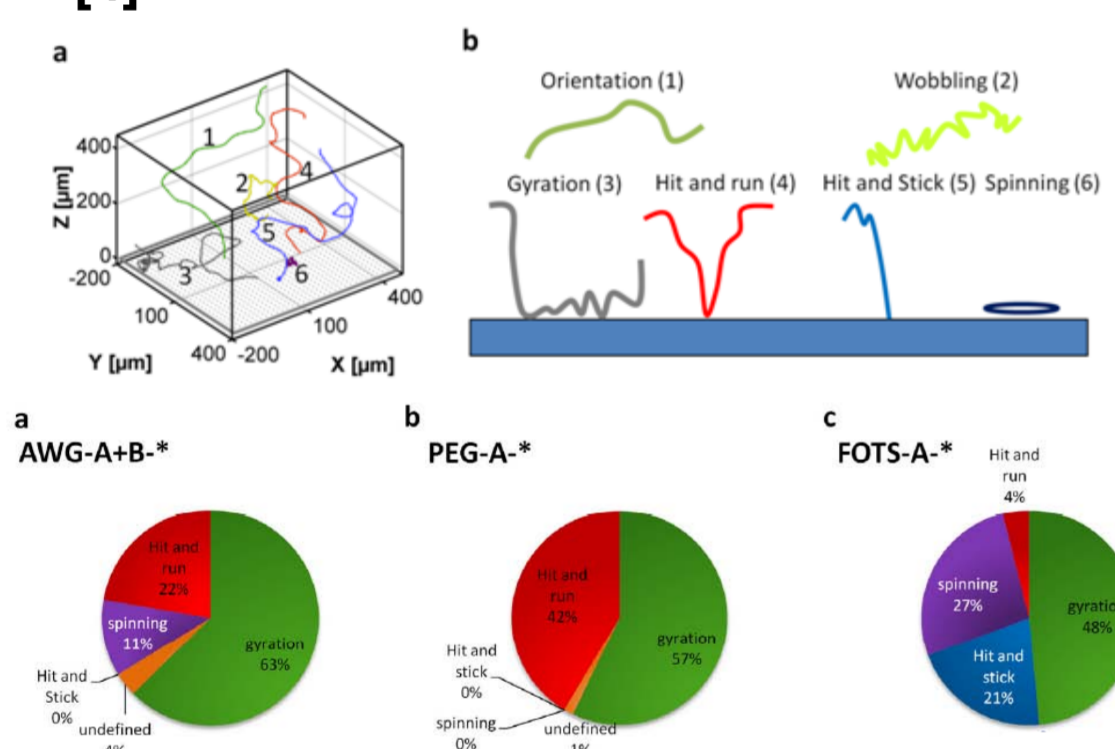 a
400
Z [µm]
200
0
-200
100
Y [µm]
400
-200
100
X [µm]
400
1
2
3
4
5
6
b
Orientation (1)
Wobbling (2)
Gyration (3)
Hit and run (4)
Hit and Stick (5)
Spinning (6)
a
AWG-A+B-*
Hit and
run
22%
spinning
11%
gyration
63%
Hit and
Stick
0%
undefined
4%
b
PEG-A-*
Hit and
run
42%
gyration
57%
Hit and
stick
0%
spinning
0%
undefined
1%
c
FOTS-A-*
Hit and
run
4%
spinning
27%
Hit and
stick
21%
48%